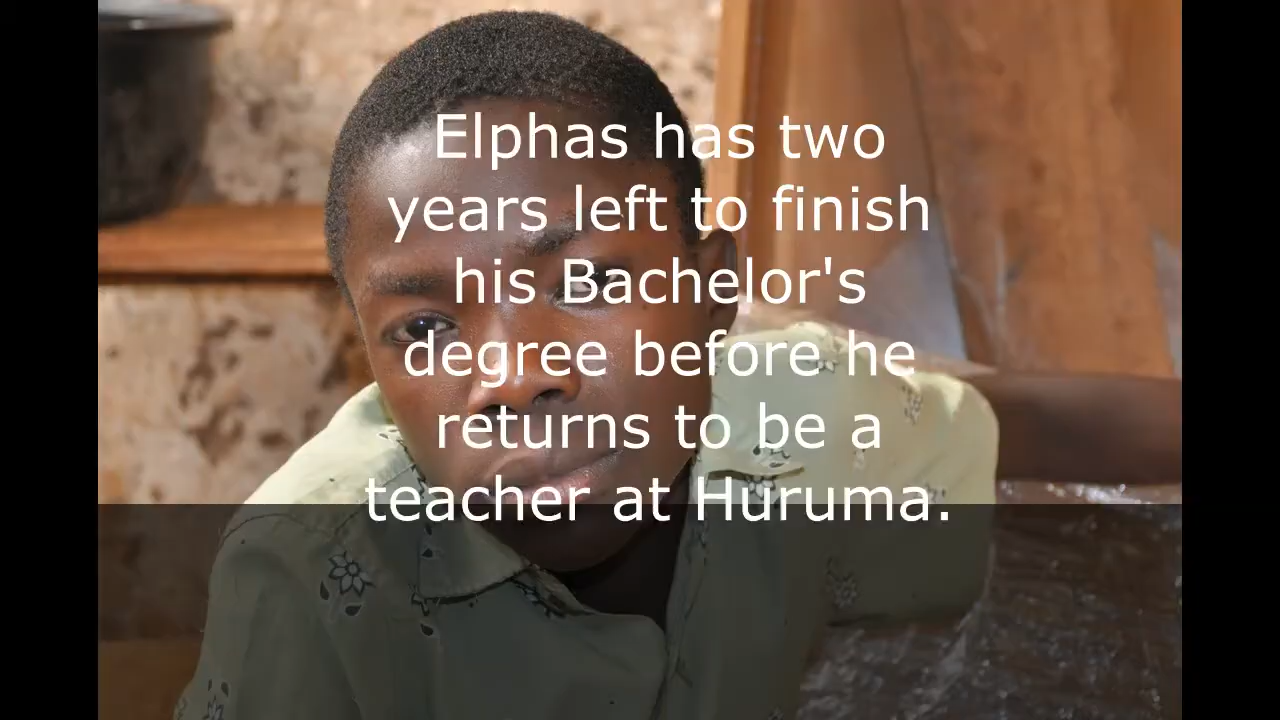 Elphas has two
years left to finish
his Bachelor's
degree before he
returns to be a
teacher at Huruma.